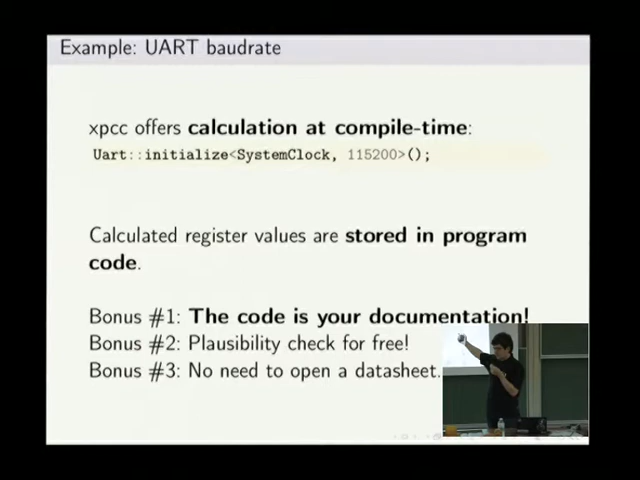 Example: UART baudrate
xpcc offers calculation at compile-time:
Uart::initialize<SystemClock, 115200>();
Calculated register values are stored in program
code.
Bonus #1: The code is your documentation!
Bonus #2: Plausibility check for free!
Bonus #3: No need to open a datasheet.